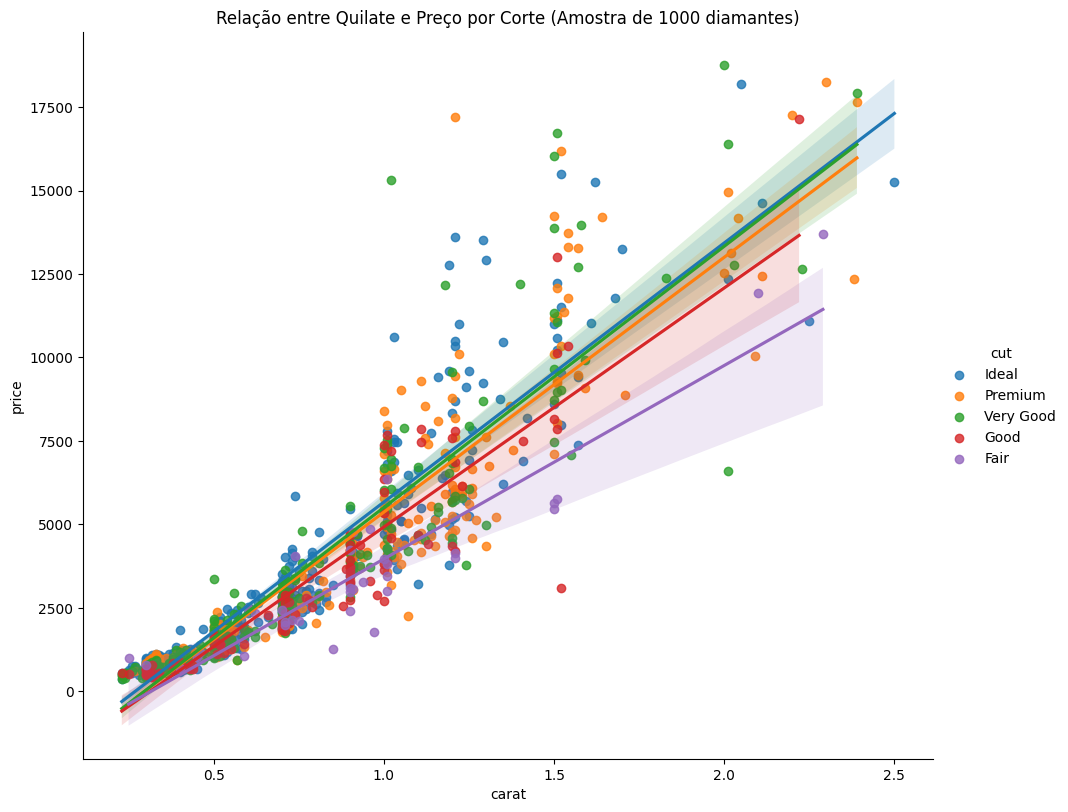 Relação entre Quilate e Preço por Corte (Amostra de 1000 diamantes)
17500
15000
12500
10000
7500
5000
2500
0
price
0.5
1.0
1.5
2.0
2.5
carat
cut
Ideal
Premium
Very Good
Good
Fair